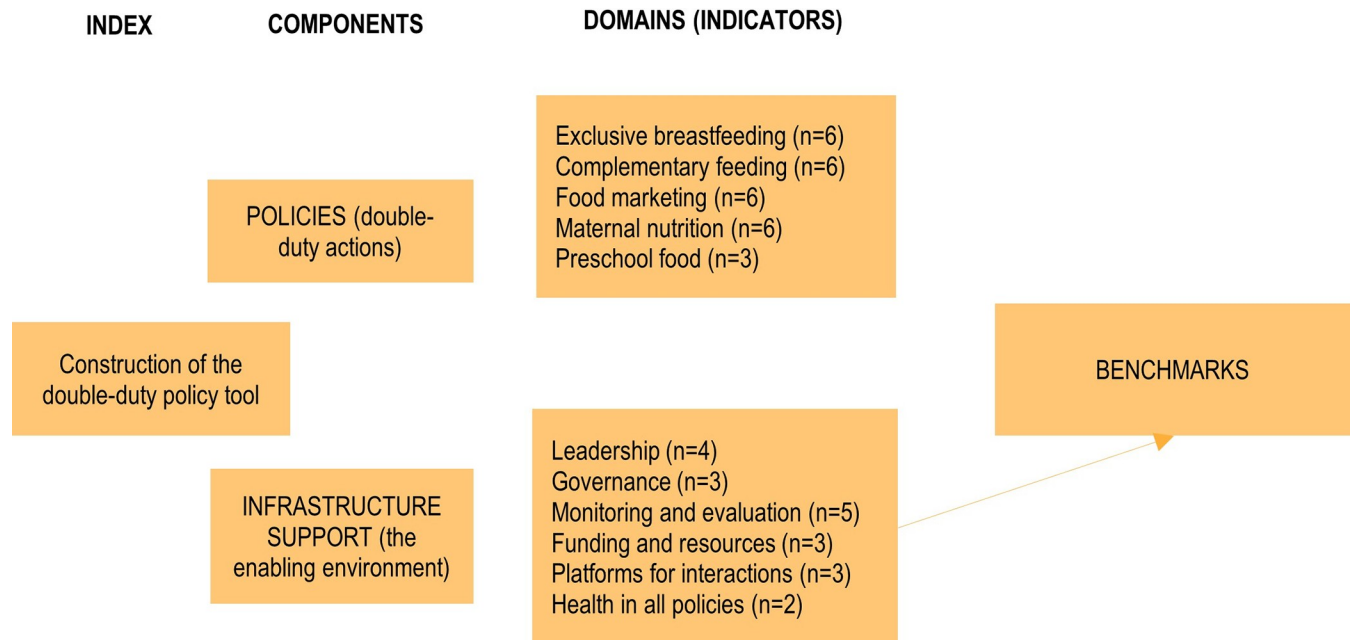 INDEX
COMPONENTS
DOMAINS (INDICATORS)
Exclusive breastfeeding (n=6)
Complementary feeding (n=6)
Food marketing (n=6)
Maternal nutrition (n=6)
Preschool food (n=3)
POLICIES (double-
duty actions)
Construction of the
double-duty policy tool
BENCHMARKS
INFRASTRUCTURE
SUPPORT (the
enabling environment)
Leadership (n=4)
Governance (n=3)
Monitoring and evaluation (n=5)
Funding and resources (n=3)
Platforms for interactions (n=3)
Health in all policies (n=2)